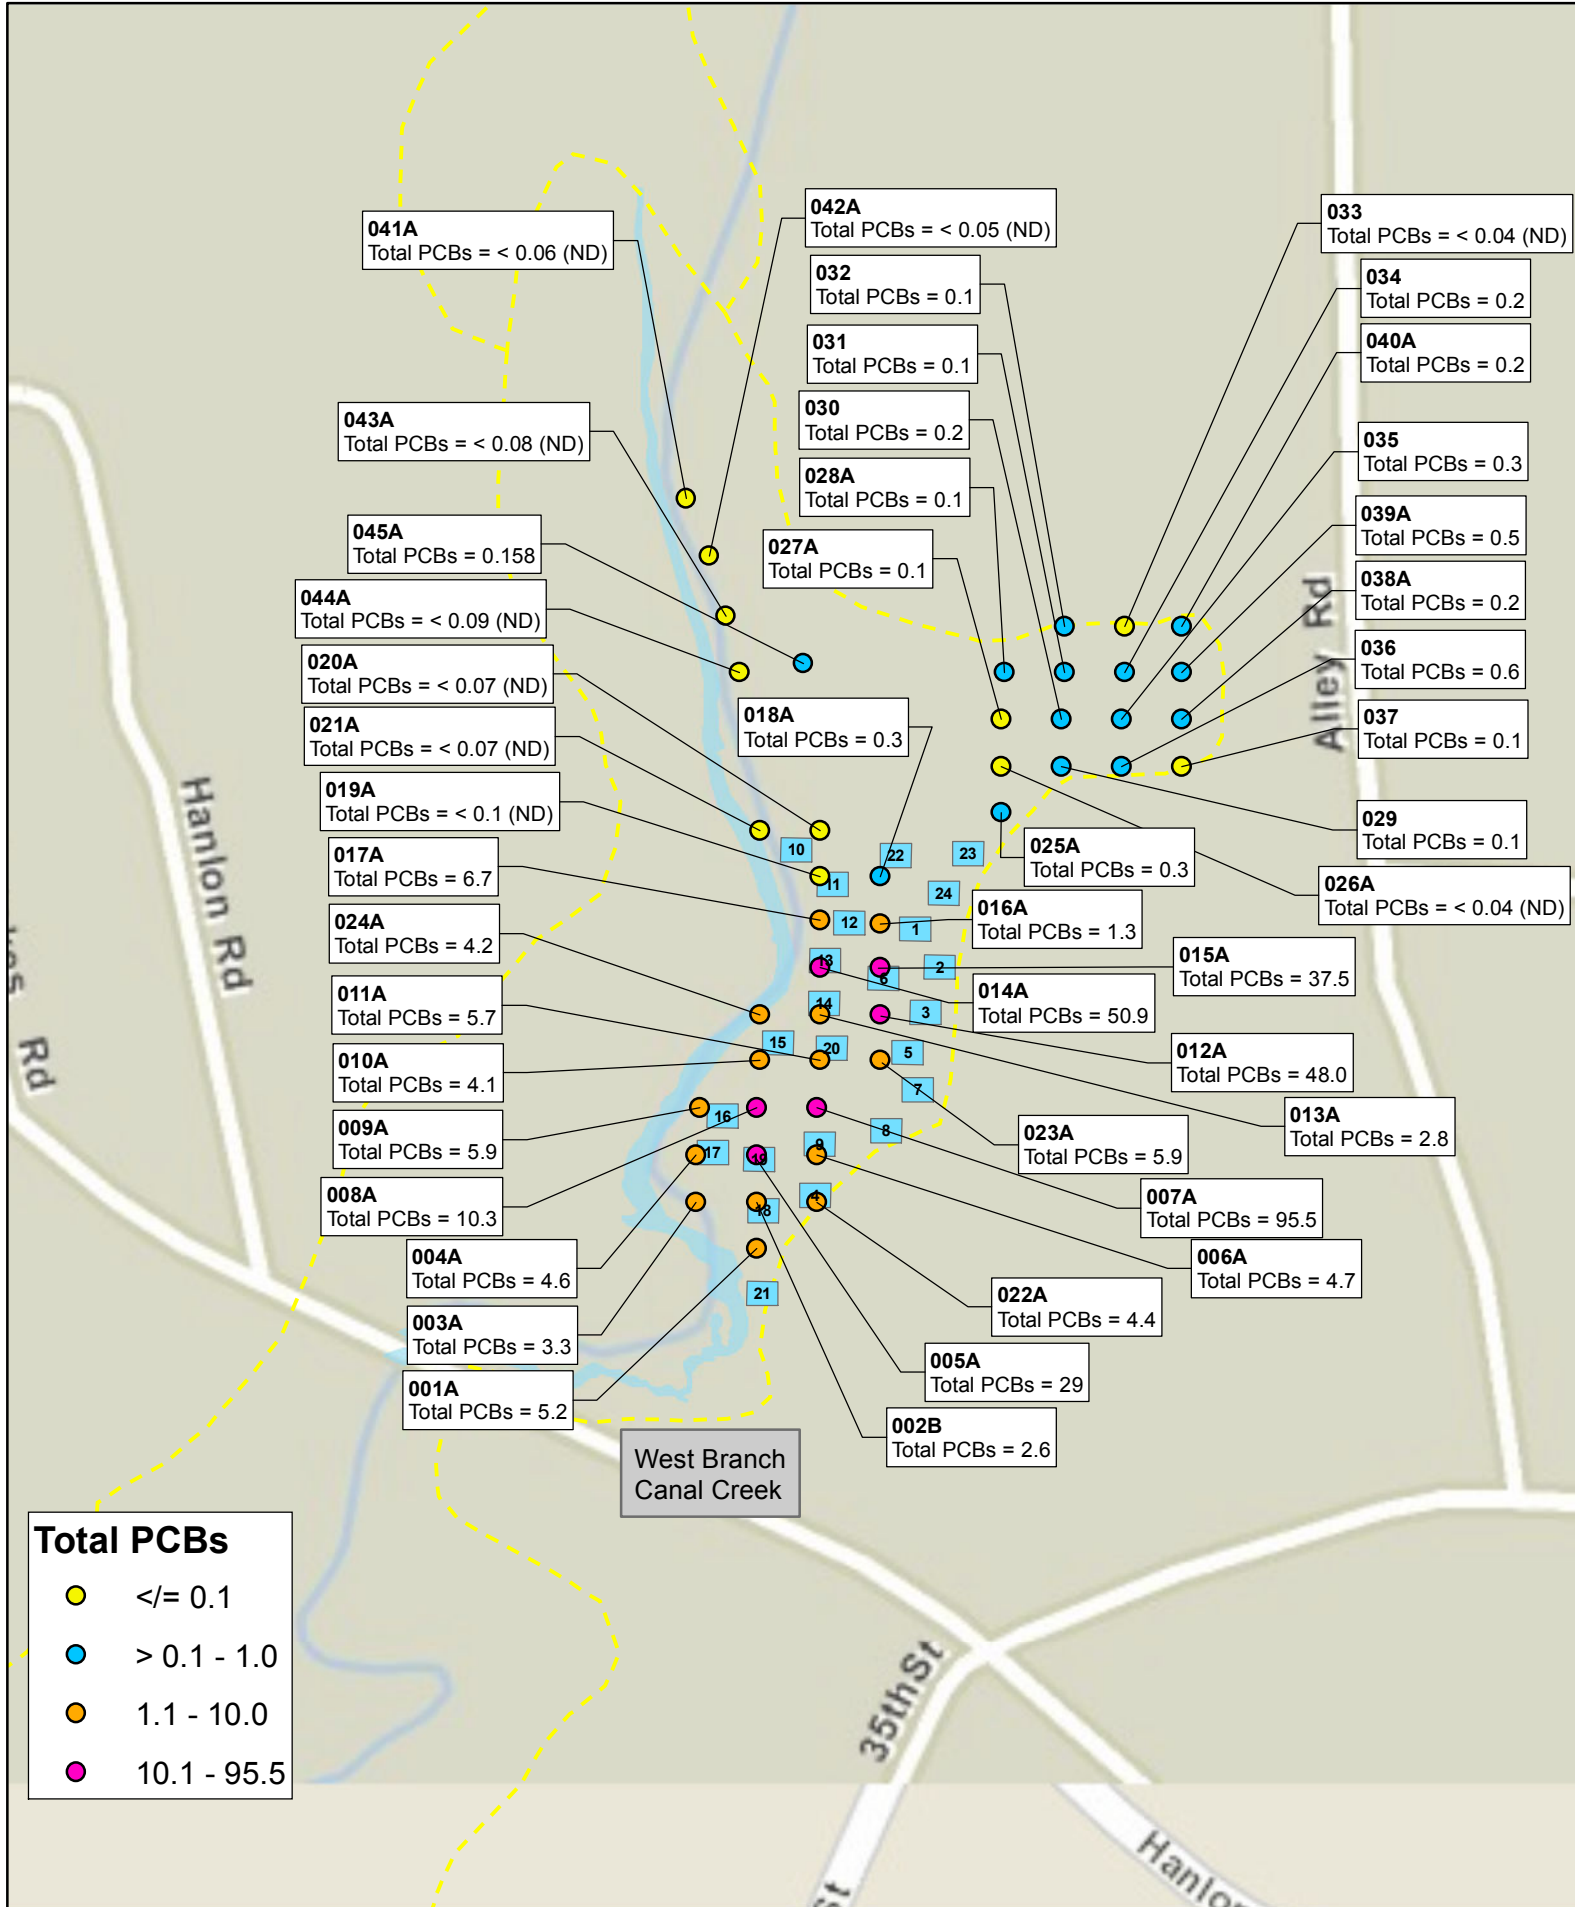 041A
Total PCBs = < 0.06 (ND)
042A
Total PCBs = < 0.05 (ND)
033
Total PCBs = < 0.04 (ND)
032
Total PCBs = 0.1
034
Total PCBs = 0.2
031
Total PCBs = 0.1
040A
Total PCBs = 0.2
043A
Total PCBs = < 0.08 (ND)
030
Total PCBs = 0.2
035
Total PCBs = 0.3
028A
Total PCBs = 0.1
039A
Total PCBs = 0.5
045A
Total PCBs = 0.158
027A
Total PCBs = 0.1
038A
Total PCBs = 0.2
044A
Total PCBs = < 0.09 (ND)
036
Total PCBs = 0.6
020A
Total PCBs = < 0.07 (ND)
018A
Total PCBs = 0.3
037
Total PCBs = 0.1
021A
Total PCBs = < 0.07 (ND)
Alley Rd
019A
Total PCBs = < 0.1 (ND)
029
Total PCBs = 0.1
025A
Total PCBs = 0.3
026A
Total PCBs = < 0.04 (ND)
017A
Total PCBs = 6.7
Hanlon Rd
016A
Total PCBs = 1.3
024A
Total PCBs = 4.2
015A
Total PCBs = 37.5
014A
Total PCBs = 50.9
011A
Total PCBs = 5.7
012A
Total PCBs = 48.0
010A
Total PCBs = 4.1
Rd
013A
Total PCBs = 2.8
009A
Total PCBs = 5.9
023A
Total PCBs = 5.9
008A
Total PCBs = 10.3
007A
Total PCBs = 95.5
004A
Total PCBs = 4.6
006A
Total PCBs = 4.7
003A
Total PCBs = 3.3
022A
Total PCBs = 4.4
001A
Total PCBs = 5.2
005A
Total PCBs = 29
002B
Total PCBs = 2.6
10
22
23
11
24
12
1
13
6
2
14
3
15
20
5
7
16
8
17
19
9
18
4
21
West Branch
Canal Creek
Total PCBs
</= 0.1
> 0.1 - 1.0
1.1 - 10.0
10.1 - 95.5
35th St
St
Hanlon